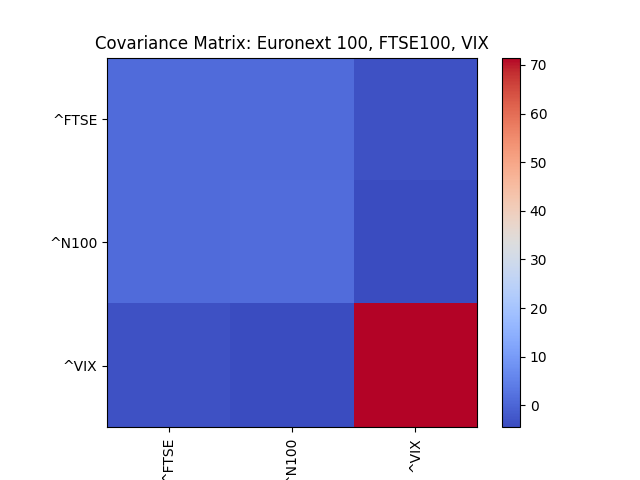 Covariance Matrix: Euronext 100, FTSE100, VIX
^FTSE
^N100
^VIX
^FTSE
^N100
^VIX
70
60
50
40
30
20
10
0